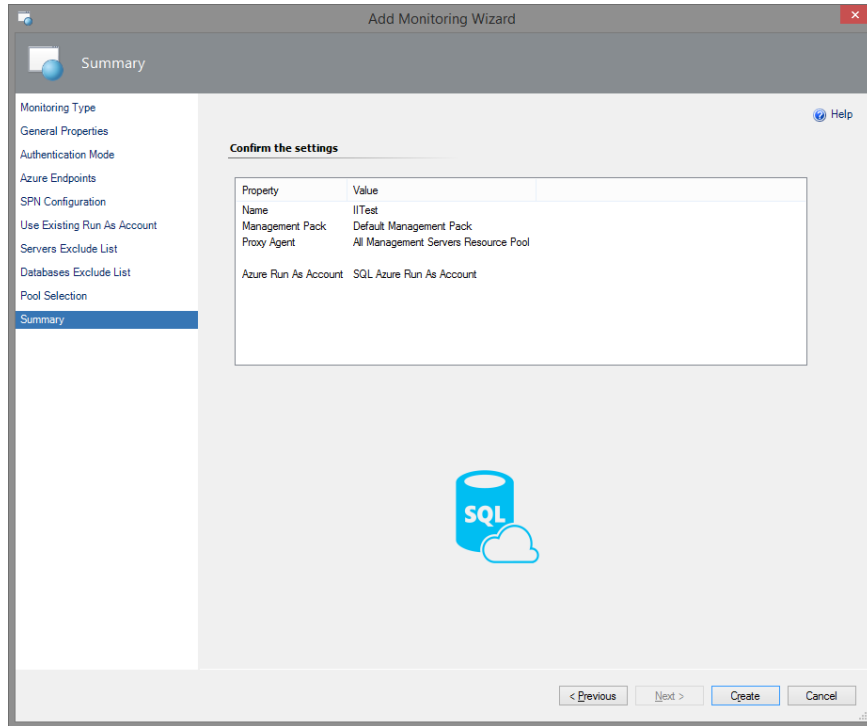 Add Monitoring Wizard
Summary
Monitoring Type
General Properties
Authentication Mode
Azure Endpoints
SPN Configuration
Use Existing Run As Account
Servers Exclude List
Databases Exclude List
Pool Selection
Summary
Help
Confirm the settings
Property Value
Name IITest
Management Pack Default Management Pack
Proxy Agent All Management Servers Resource Pool
Azure Run As Account SQL Azure Run As Account
SQL
< Previous Next > Create Cancel